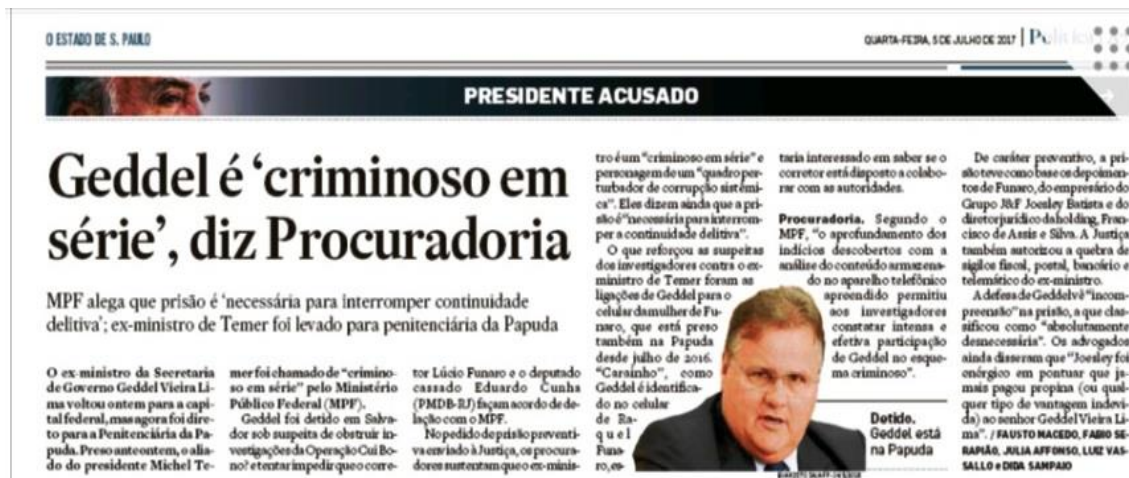 O ESTADO DE S. PAULO
QUARTA-FEIRA, 5 DE JULHO DE 2017
PRESIDENTE ACUSADO
Geddel é ‘criminoso em
série’, diz Procuradoria
MPF alega que prisão é ‘necessária para interromper continuidade
delitiva’; ex-ministro de Temer foi levado para penitenciária da Papuda
O ex-ministro da Secretaria
de Governo Geddel Vieira Li-
ma voltou ontem para a capi-
tal federal, mas agora foi dire-
to para a Penitenciária da Pa-
puda. Preso anteontem, o alia-
do do presidente Michel Te-
mer foi chamado de “crimino-
so em série” pelo Ministério
Público Federal (MPF).
Geddel foi detido em Salva-
dor sob suspeita de obstruir in-
vestigações da Operação Cui Bo-
no? e tentar impedir que o corre-
tor Lúcio Funaro e o deputado
cassado Eduardo Cunha
(PMDB-RJ) façam acordo de de-
lação com o MPF.
No pedido de prisão preventi-
va enviado à Justiça, os procura-
dores sustentam que o ex-minis-
tro é um “criminoso em série” e
personagem de um “quadro per-
turbador de corrupção sistêmi-
ca”. Eles dizem ainda que a pri-
são é “necessária para interrom-
per a continuidade delitiva”.
O que reforçou as suspeitas
dos investigadores contra o ex-
ministro de Temer foram as
ligações de Geddel para o
celular da mulher de Fu-
naro, que está preso
também na Papuda
desde julho de 2016.
“Carainho”, como
Geddel é identifica-
do no celular
de Ra-
quel
Funa-
ro, es-
taria interessado em saber se o
corretor está disposto a colabo-
rar com as autoridades.
Procuradoria. Segundo o
MPF, “o aprofundamento dos
indícios descobertos com a
análise do conteúdo armazena-
do no aparelho telefônico
apreendido permitiu
aos investigadores
constatar intensa e
efetiva participação
de Geddel no esque-
ma criminoso”.
Detido.
Geddel está
na Papuda
De caráter preventivo, a pri-
são teve como base os depoimen-
tos de Funaro, do empresário do
Grupo J&F Joesley Batista e do
diretor jurídico da holding, Fran-
cisco de Assis e Silva. A Justiça
também autorizou a quebra de
sigilos fiscal, postal, bancário e
telemático do ex-ministro.
A defesa de Geddel vê “incom-
preensão” na prisão, a que clas-
sificou como “absolutamente
desnecessária”. Os advogados
ainda disseram que “Joesley foi
enérgico em pontuar que ja-
mais pagou propina (ou qual-
quer tipo de vantagem indevi-
da) ao senhor Geddel Vieira Li-
ma”. / FAUSTO MACEDO, FABIO SE-
RAPIÃO, JULIA AFFONSO, LUIZ VAS-
SALLO e DIDA SAMPAIO